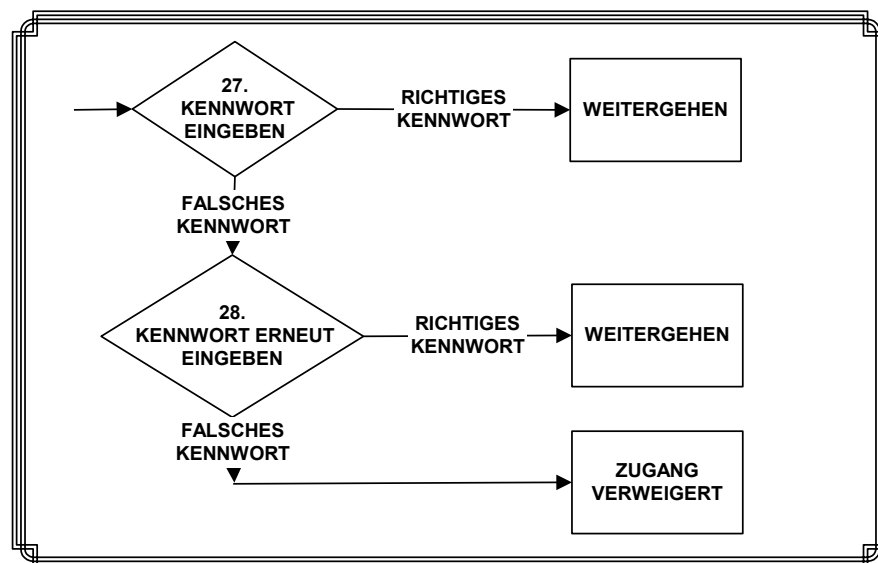 27.
KENNWORT
EINGEBEN
RICHTIGES
KENNWORT
WEITERGEHEN
FALSCHES
KENNWORT
28.
KENNWORT ERNEUT
EINGEBEN
RICHTIGES
KENNWORT
WEITERGEHEN
FALSCHES
KENNWORT
ZUGANG
VERWEIGERT